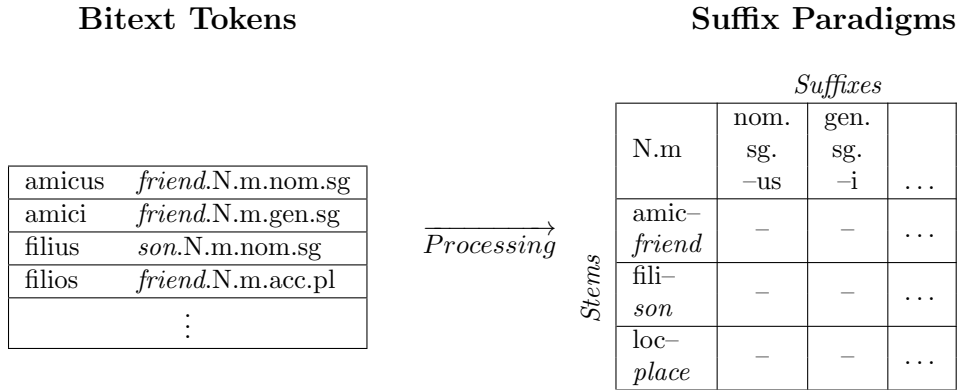 Bitext Tokens
Suffix Paradigms
amicus friend.N.m.nom.sg
amici friend.N.m.gen.sg
filius son.N.m.nom.sg
filios friend.N.m.acc.pl
⋮
Processing
Suffixes
nom. gen.
N.m sg. sg.
–us –i ...
Stems
amic–
friend – – ...
fili–
son – – ...
loc–
place – – ...